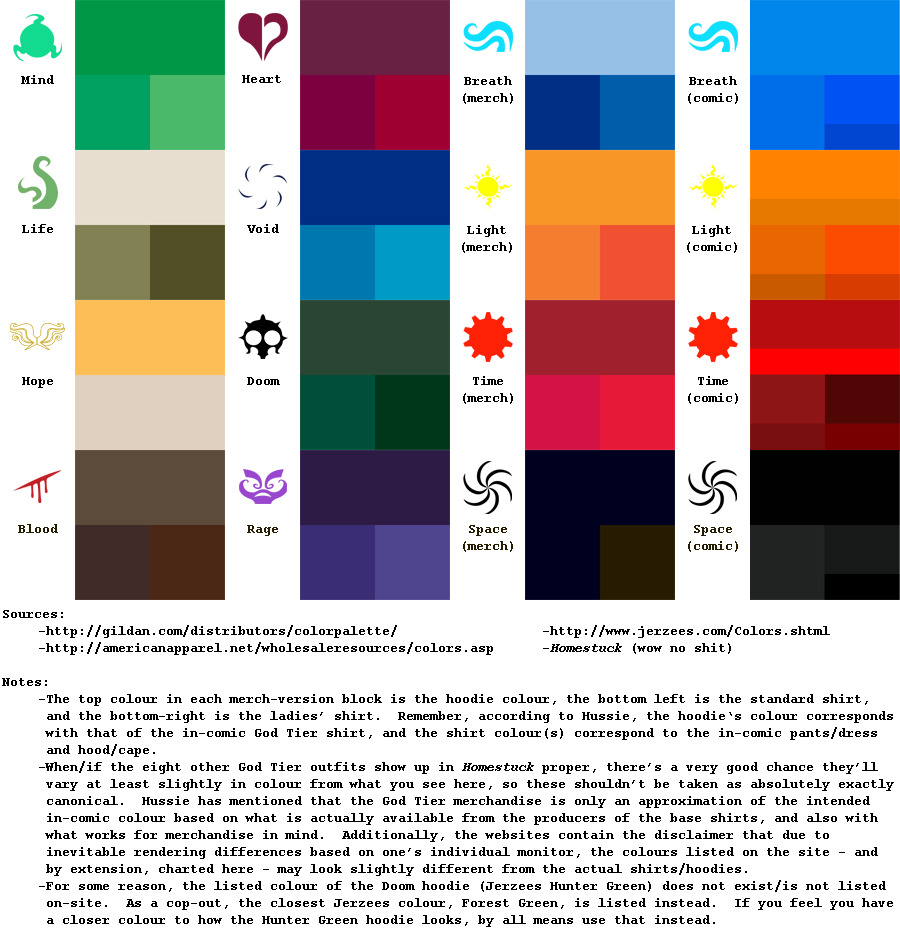 Mind
Heart
Breath
(merch)
Breath
(comic)
Life
Void
Light
(merch)
Light
(comic)
Hope
Doom
Time
(merch)
Time
(comic)
Blood
Rage
Space
(merch)
Space
(comic)
Sources:
-http://gildan.com/distributors/colorpalette/
-http://www.jerzees.com/Colors.shtml
-http://americanapparel.net/wholesaleresources/colors.asp
-Homestuck (wow no shit)
Notes:
-The top colour in each merch-version block is the hoodie colour, the bottom left is the standard shirt,
and the bottom-right is the ladies' shirt. Remember, according to Hussie, the hoodie`s colour corresponds
with that of the in-comic God Tier shirt, and the shirt colour(s) correspond to the in-comic pants/dress
and hood/cape.
-When/if the eight other God Tier outfits show up in Homestuck proper, there's a very good chance they'll
vary at least slightly in colour from what you see here, so these shouldn't be taken as absolutely exactly
canonical. Hussie has mentioned that the God Tier merchandise is only an approximation of the intended
in-comic colour based on what is actually available from the producers of the base shirts, and also with
what works for merchandise in mind. Additionally, the websites contain the disclaimer that due to
inevitable rendering differences based on one's individual monitor, the colours listed on the site - and
by extension, charted here - may look slightly different from the actual shirts/hoodies.
-For some reason, the listed colour of the Doom hoodie (Jerzees Hunter Green) does not exist/is not listed
on-site. As a cop-out, the closest Jerzees colour, Forest Green, is listed instead. If you feel you have
a closer colour to how the Hunter Green hoodie looks, by all means use that instead.